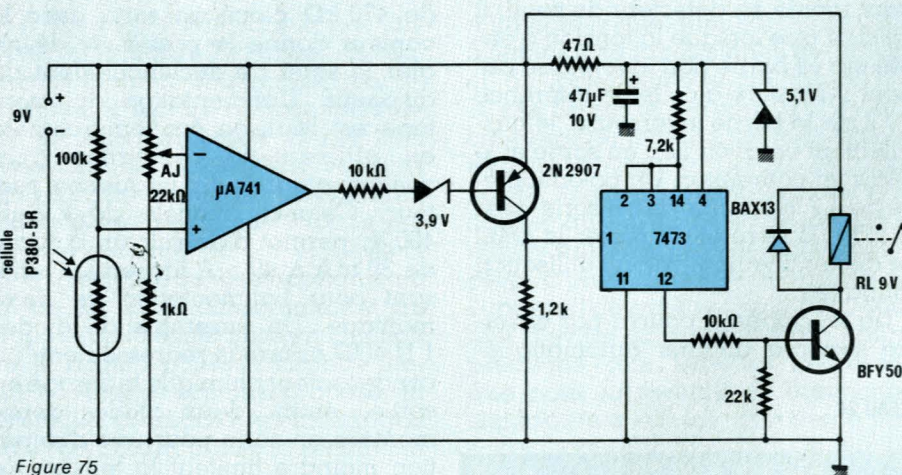 47Ω
+
47µF
10V
7,2k
5,1V
+
9V
−
100k
AJ
22kΩ
−
+
µA741
10kΩ
3,9V
2N2907
2 3 14 4
BAX13
1
7473
11 12
cellule
P380-5R
1kΩ
1,2k
10kΩ
22k
RL 9V
BFY50
Figure 75